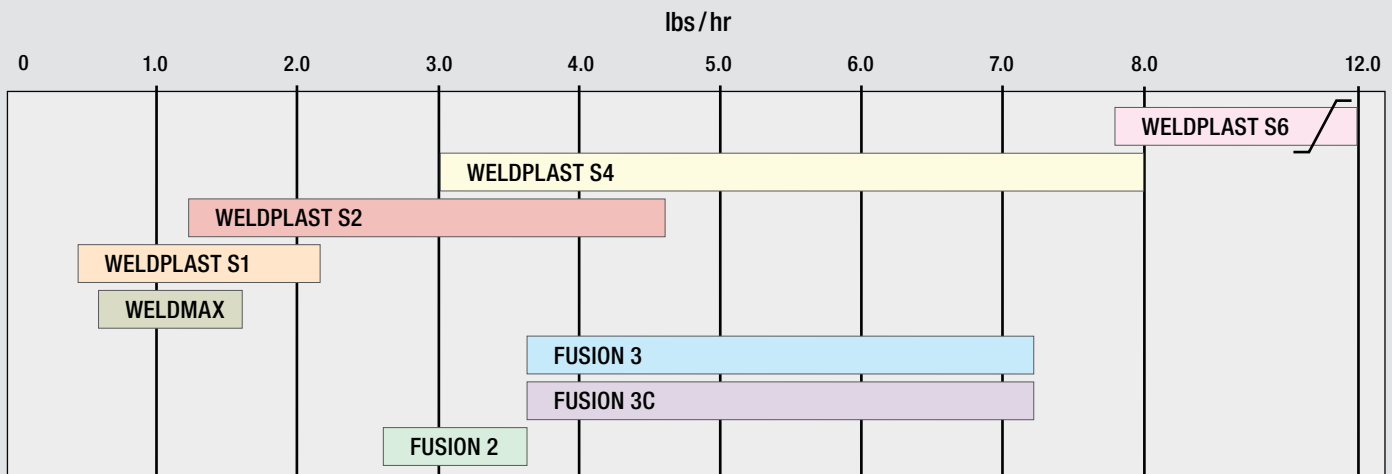 lbs/hr
0 1.0 2.0 3.0 4.0 5.0 6.0 7.0 8.0 12.0
WELDPLAST S6
WELDPLAST S4
WELDPLAST S2
WELDPLAST S1
WELDMAX
FUSION 3
FUSION 3C
FUSION 2